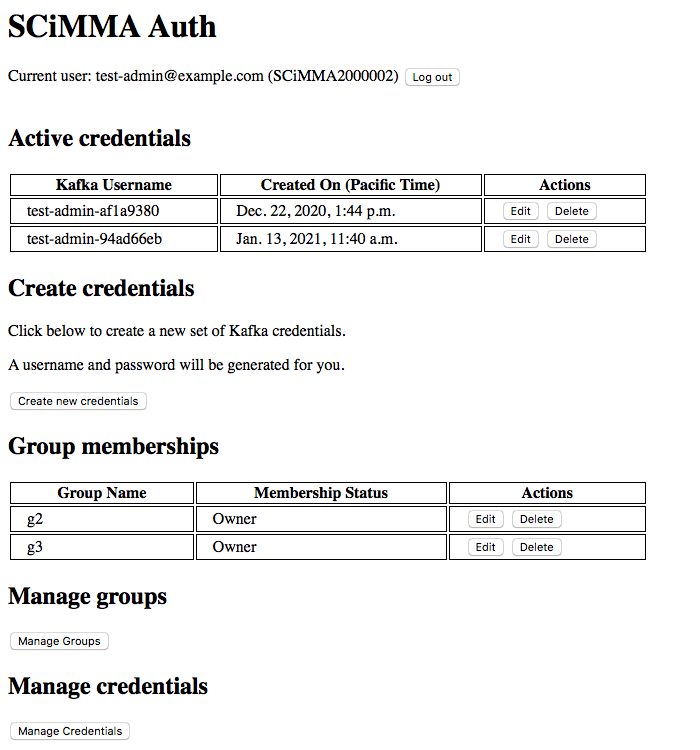 SCiMMA Auth
Current user: test-admin@example.com (SCiMMA2000002) Log out
Active credentials
Kafka Username Created On (Pacific Time) Actions
test-admin-af1a9380 Dec. 22, 2020, 1:44 p.m. Edit Delete
test-admin-94ad66eb Jan. 13, 2021, 11:40 a.m. Edit Delete
Create credentials
Click below to create a new set of Kafka credentials.
A username and password will be generated for you.
Create new credentials
Group memberships
Group Name Membership Status Actions
g2 Owner Edit Delete
g3 Owner Edit Delete
Manage groups
Manage Groups
Manage credentials
Manage Credentials